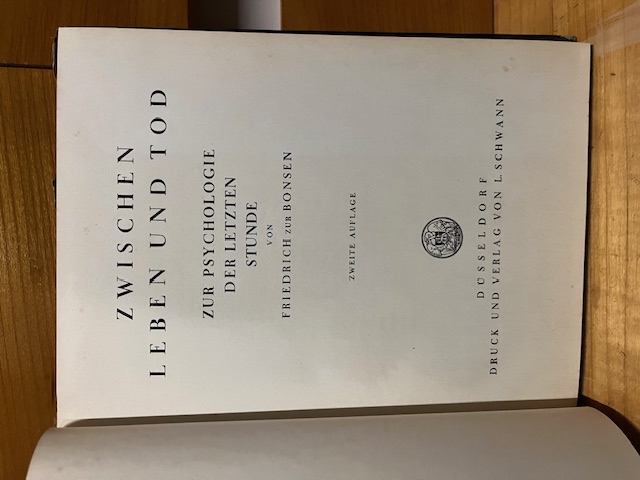 ZWISCHEN
LEBEN UND TOD
ZUR PSYCHOLOGIE
DER LETZTEN
STUNDE
VON
FRIEDRICH ZUR BONSEN
ZWEITE AUFLAGE
DÜSSELDORF
DRUCK UND VERLAG VON L. SCHWANN